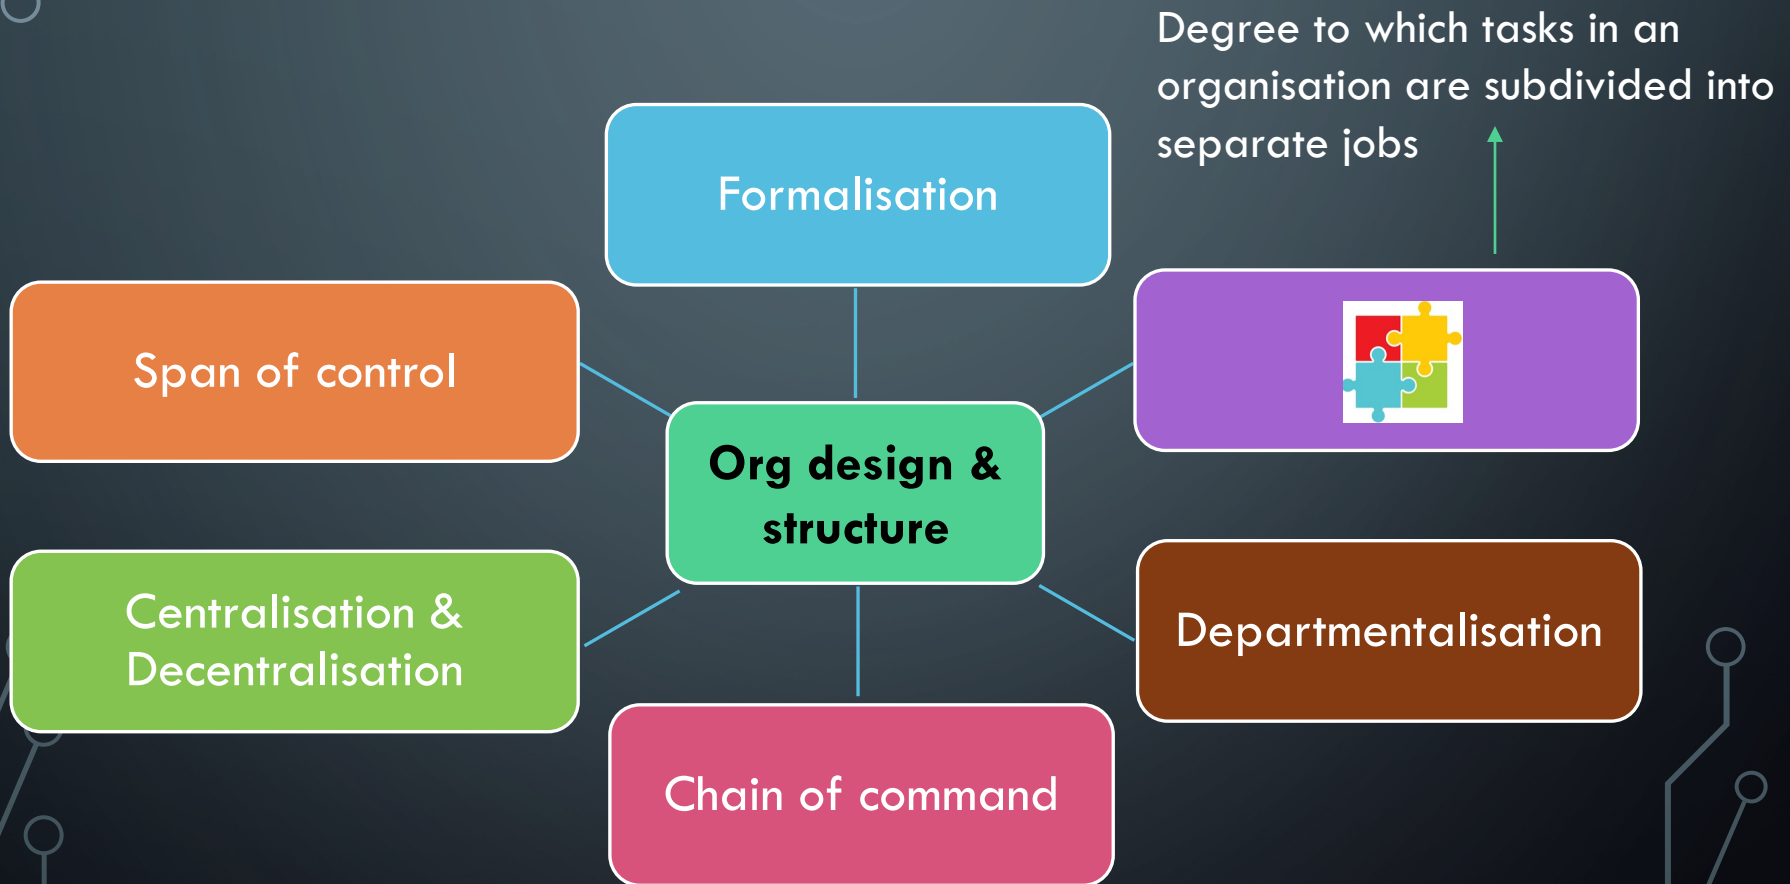 Degree to which tasks in an
organisation are subdivided into
separate jobs
Formalisation
Span of control
Org design &
structure
Centralisation &
Decentralisation
Departmentalisation
Chain of command